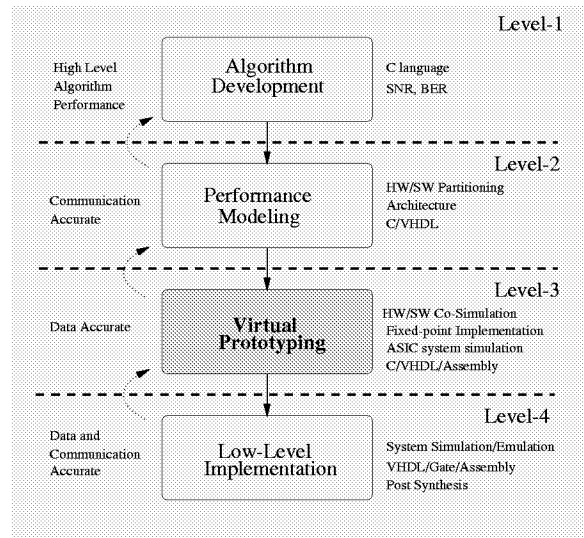 Level-1
High Level
Algorithm
Performance
Algorithm
Development
C language
SNR, BER
Level-2
Communication
Accurate
Performance
Modeling
HW/SW Partitioning
Architecture
C/VHDL
Level-3
Data Accurate
Virtual
Prototyping
HW/SW Co-Simulation
Fixed-point Implementation
ASIC system simulation
C/VHDL/Assembly
Level-4
Data and
Communication
Accurate
Low-Level
Implementation
System Simulation/Emulation
VHDL/Gate/Assembly
Post Synthesis